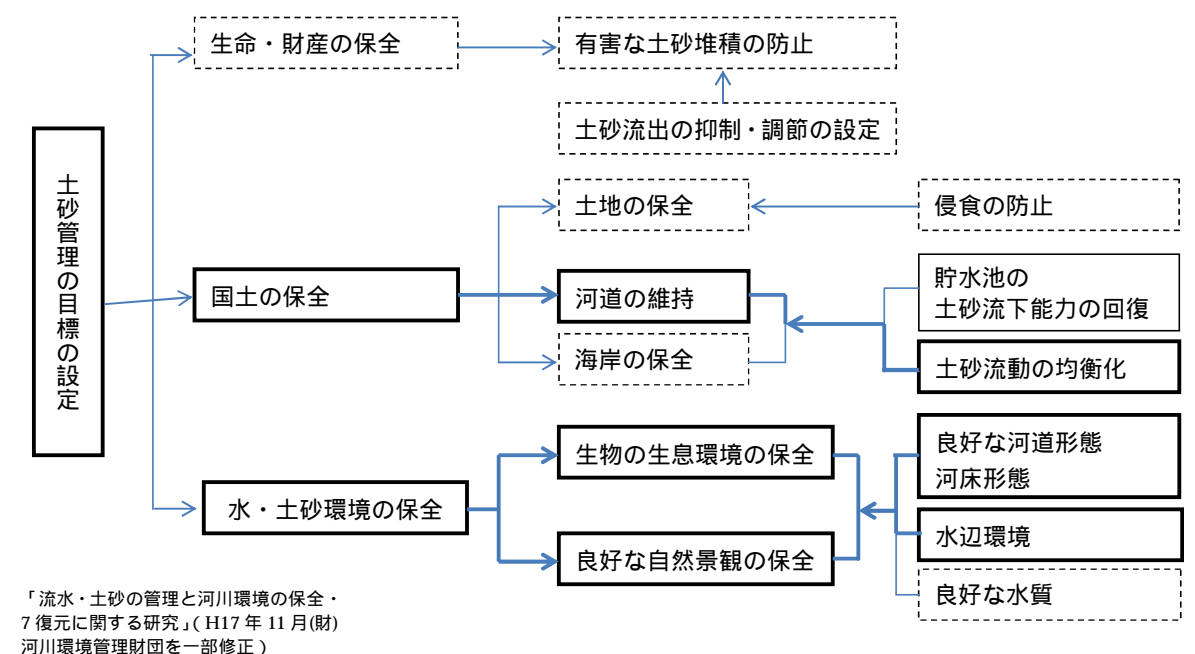 生命・財産の保全
有害な土砂堆積の防止
土砂流出の抑制・調節の設定
土砂管理の目標の設定
土地の保全
侵食の防止
国土の保全
河道の維持
貯水池の
土砂流下能力の回復
海岸の保全
土砂流動の均衡化
生物の生息環境の保全
良好な河道形態
河床形態
水・土砂環境の保全
水辺環境
良好な自然景観の保全
良好な水質
「流水・土砂の管理と河川環境の保全・
7 復元に関する研究」( H17 年 11 月(財)
河川環境管理財団を一部修正 )